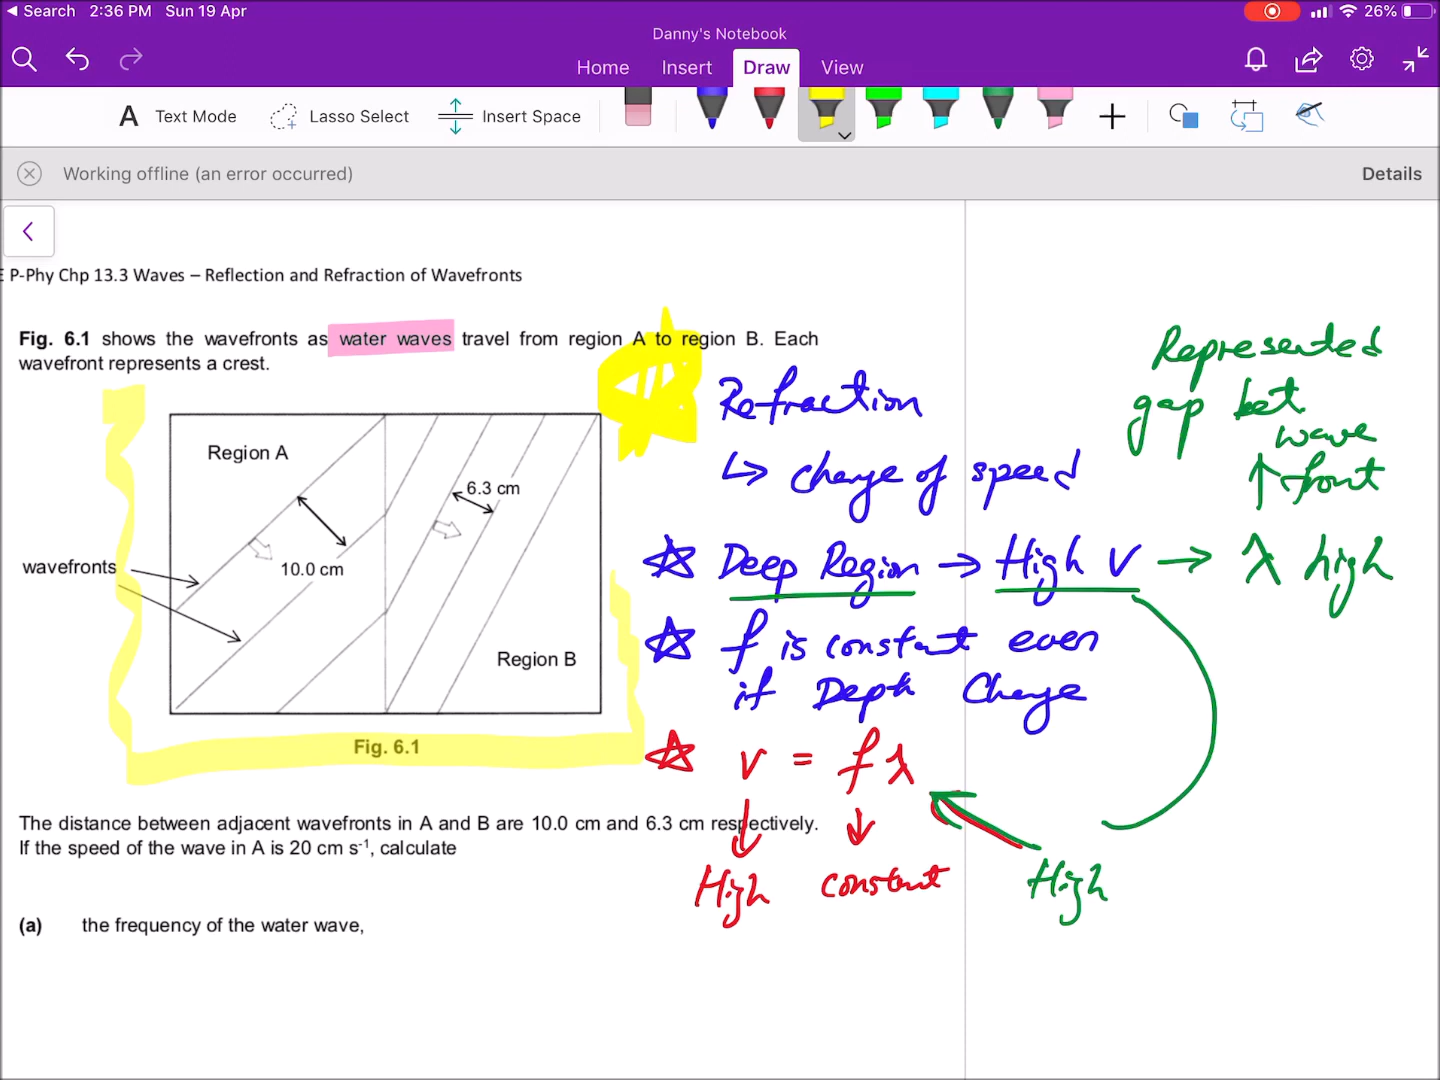 Search 2:36 PM Sun 19 Apr 26%
Danny's Notebook
Home Insert Draw View
A Text Mode Lasso Select Insert Space
Working offline (an error occurred) Details
E P-Phy Chp 13.3 Waves – Reflection and Refraction of Wavefronts
Fig. 6.1 shows the wavefronts as water waves travel from region A to region B. Each
wavefront represents a crest.
Region A
6.3 cm
wavefronts
10.0 cm
Region B
Fig. 6.1
Refraction
↳ change of speed
☆ Deep Region → High v → λ high
Represented
gap bet
wave
↑ front
☆ f is constant even
if Depth Change
☆ v = fλ
↓ ↓
High constant High
The distance between adjacent wavefronts in A and B are 10.0 cm and 6.3 cm respectively.
If the speed of the wave in A is 20 cm s⁻¹, calculate
(a) the frequency of the water wave,